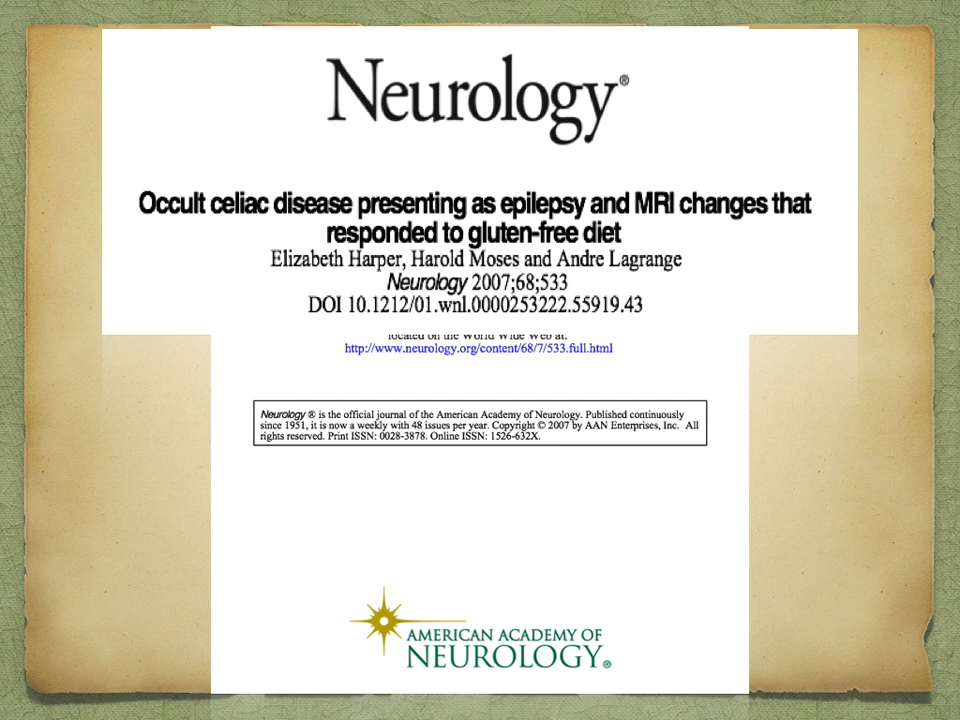 Neurology®
Occult celiac disease presenting as epilepsy and MRI changes that
responded to gluten-free diet
Elizabeth Harper, Harold Moses and Andre Lagrange
Neurology 2007;68;533
DOI 10.1212/01.wnl.0000253222.55919.43
located on the World Wide Web at:
http://www.neurology.org/content/68/7/533.full.html
Neurology ® is the official journal of the American Academy of Neurology. Published continuously
since 1951, it is now a weekly with 48 issues per year. Copyright © 2007 by AAN Enterprises, Inc. All
rights reserved. Print ISSN: 0028-3878. Online ISSN: 1526-632X.
AMERICAN ACADEMY OF
NEUROLOGY®